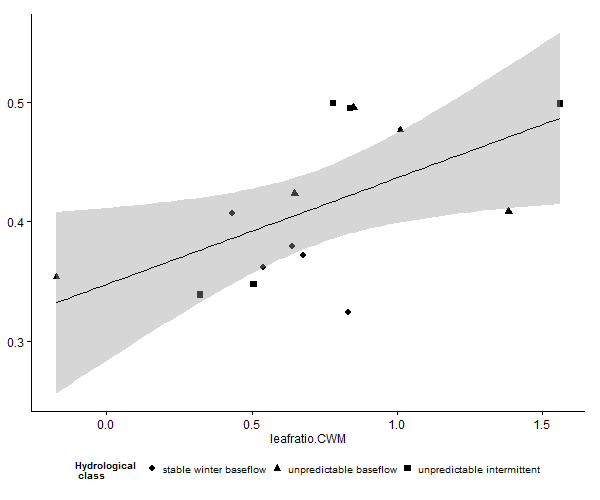 0.5
0.4
0.3
0.0 0.5 1.0 1.5
leafratio.CWM
Hydrological
class
stable winter baseflow unpredictable baseflow unpredictable intermittent